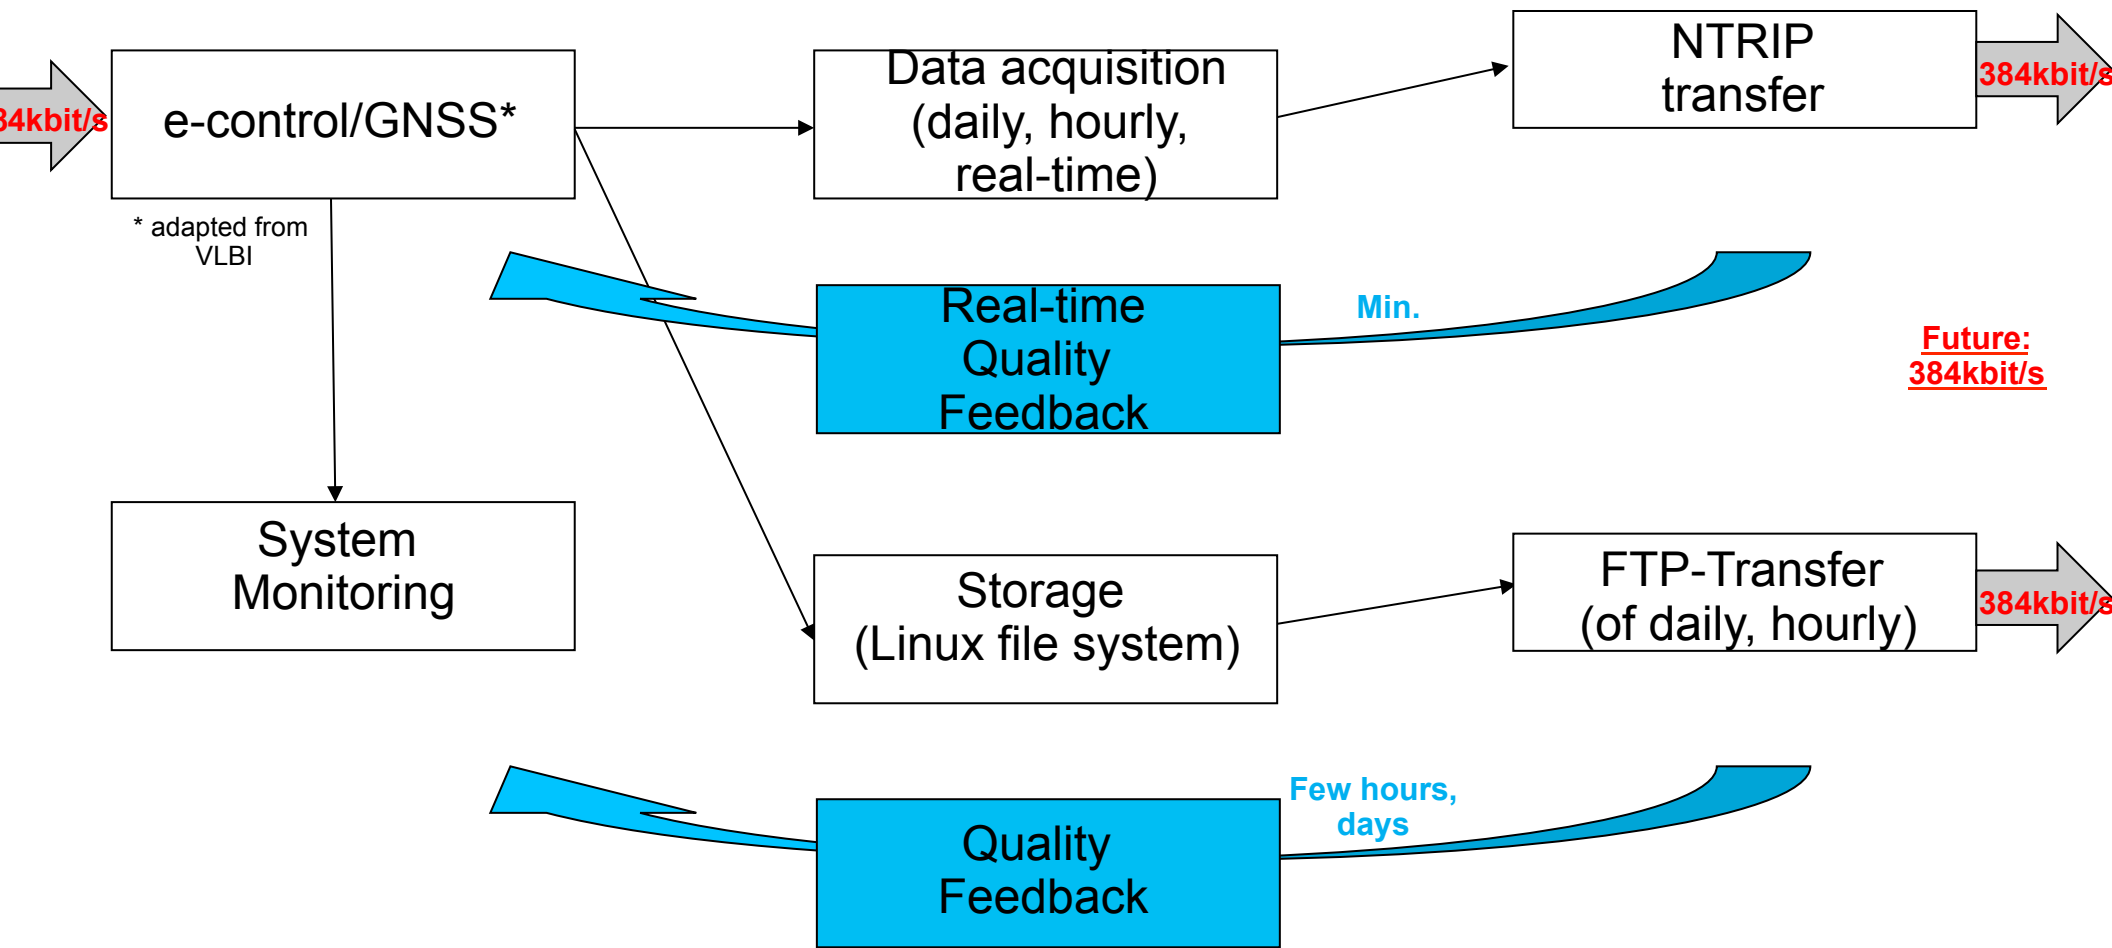 NTRIP
transfer
384kbit/s
Data acquisition
(daily, hourly,
real-time)
e-control/GNSS*
84kbit/s
* adapted from
VLBI
Real-time
Quality
Feedback
Min.
Future:
384kbit/s
System
Monitoring
Storage
(Linux file system)
FTP-Transfer
(of daily, hourly)
384kbit/s
Few hours,
days
Quality
Feedback